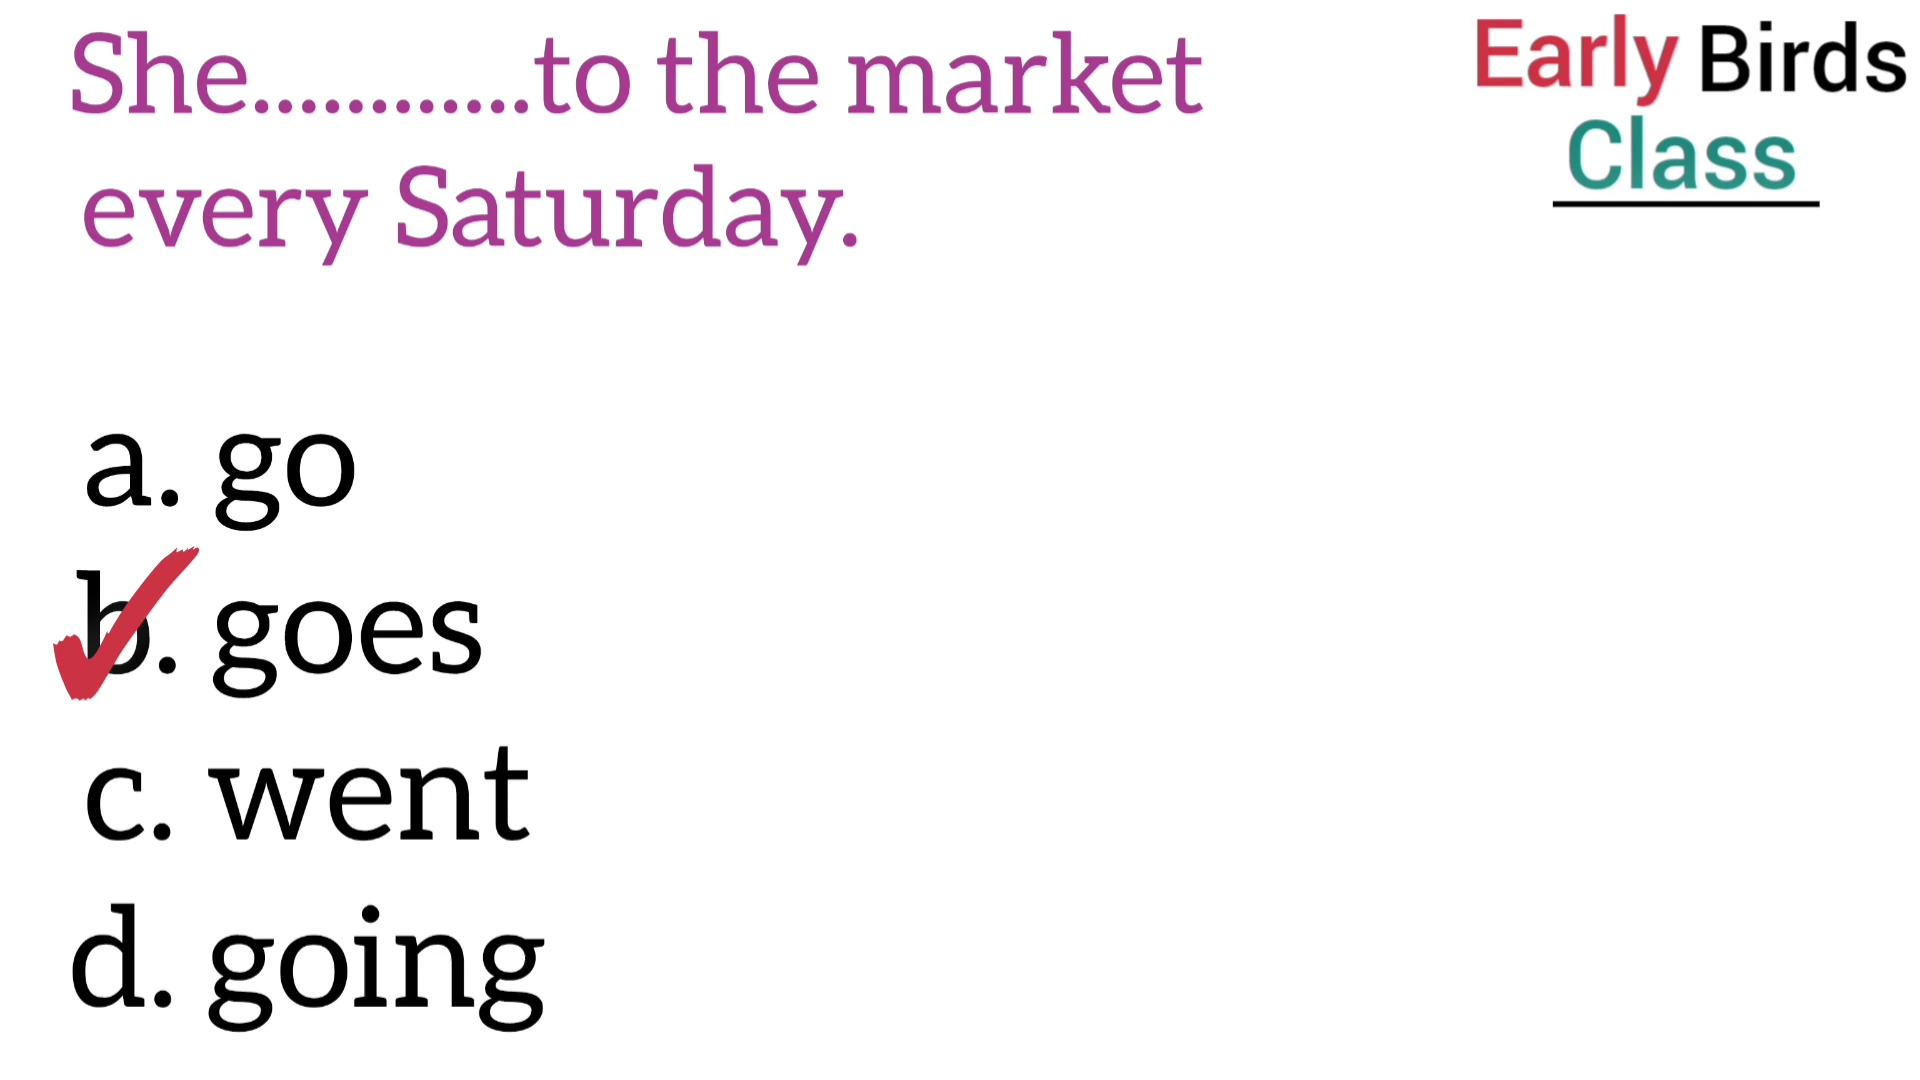 She............to the market
every Saturday.
Early Birds
Class
a. go
b. goes
c. went
d. going